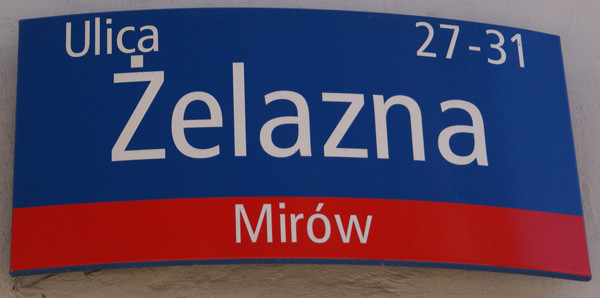 Ulica 27-31
Żelazna
Mirów